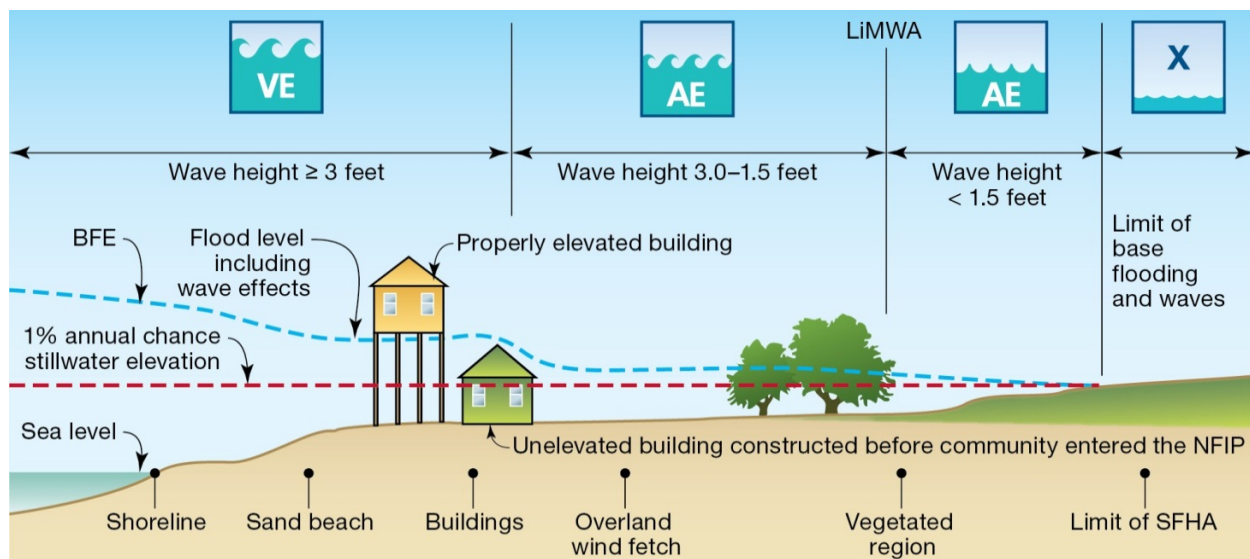 VE
AE
LiMWA
AE
X
Wave height ≥ 3 feet
Wave height 3.0–1.5 feet
Wave height
< 1.5 feet
Limit of
base
flooding
and waves
BFE
Flood level
including
wave effects
Properly elevated building
1% annual chance
stillwater elevation
Sea level
Unelevated building constructed before community entered the NFIP
Shoreline
Sand beach
Buildings
Overland
wind fetch
Vegetated
region
Limit of SFHA